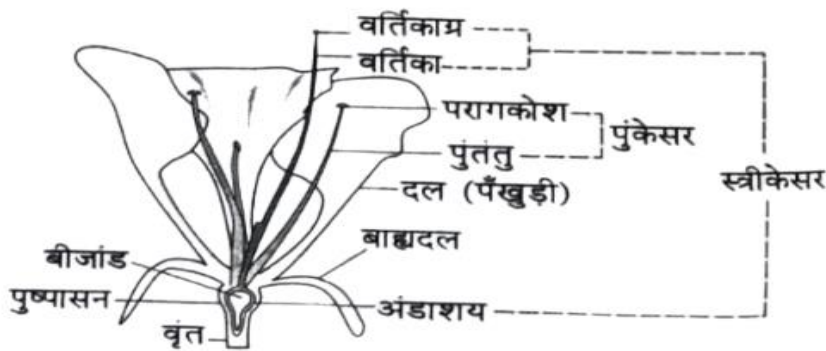 वर्तिकाग्र
वर्तिका
परागकोश
पुंकेसर
पुंतंतु
स्त्रीकेसर
दल (पँखुड़ी)
बाह्यदल
बीजांड
पुष्पासन
अंडाशय
वृंत